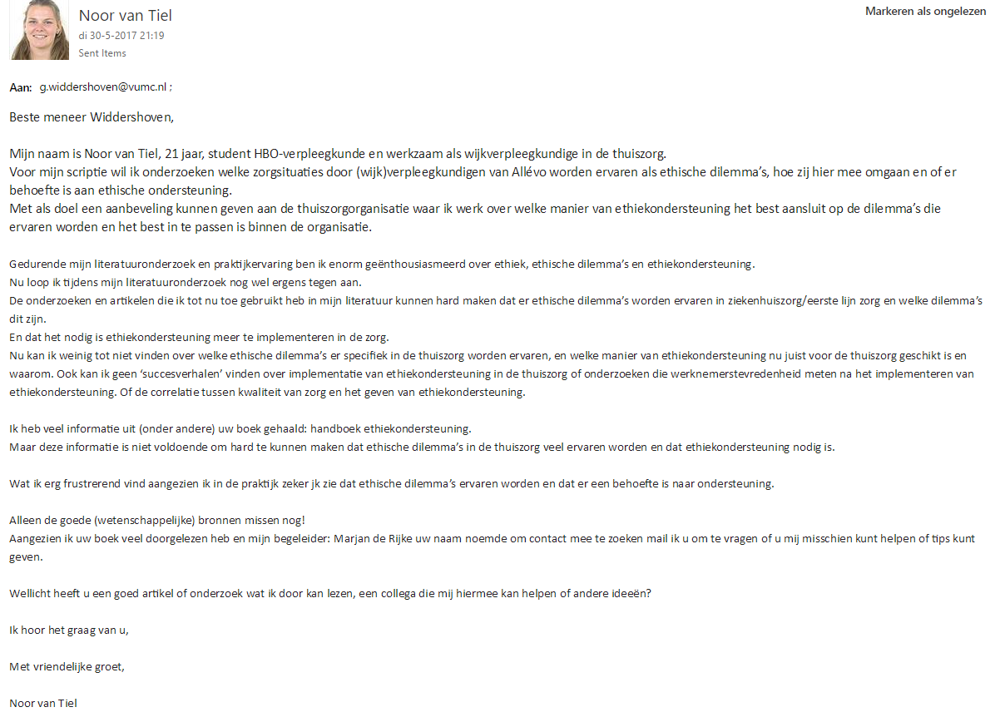 Noor van Tiel
Markeren als ongelezen
di 30-5-2017 21:19
Sent Items
Aan: g.widdershoven@vumc.nl ;
Beste meneer Widdershoven,
Mijn naam is Noor van Tiel, 21 jaar, student HBO-verpleegkunde en werkzaam als wijkverpleegkundige in de thuiszorg.
Voor mijn scriptie wil ik onderzoeken welke zorgsituaties door (wijk)verpleegkundigen van Allévo worden ervaren als ethische dilemma's, hoe zij hier mee omgaan en of er
behoefte is aan ethische ondersteuning.
Met als doel een aanbeveling kunnen geven aan de thuiszorgorganisatie waar ik werk over welke manier van ethiekondersteuning het best aansluit op de dilemma's die
ervaren worden en het best in te passen is binnen de organisatie.
Gedurende mijn literatuuronderzoek en praktijkervaring ben ik enorm geënthousiasmeerd over ethiek, ethische dilemma's en ethiekondersteuning.
Nu loop ik tijdens mijn literatuuronderzoek nog wel ergens tegen aan.
De onderzoeken en artikelen die ik tot nu toe gebruikt heb in mijn literatuur kunnen hard maken dat er ethische dilemma's worden ervaren in ziekenhuiszorg/eerste lijn zorg en welke dilemma's
dit zijn.
En dat het nodig is ethiekondersteuning meer te implementeren in de zorg.
Nu kan ik weinig tot niet vinden over welke ethische dilemma's er specifiek in de thuiszorg worden ervaren, en welke manier van ethiekondersteuning nu juist voor de thuiszorg geschikt is en
waarom. Ook kan ik geen 'succesverhalen' vinden over implementatie van ethiekondersteuning in de thuiszorg of onderzoeken die werknemerstevredenheid meten na het implementeren van
ethiekondersteuning. Of de correlatie tussen kwaliteit van zorg en het geven van ethiekondersteuning.
Ik heb veel informatie uit (onder andere) uw boek gehaald: handboek ethiekondersteuning.
Maar deze informatie is niet voldoende om hard te kunnen maken dat ethische dilemma's in de thuiszorg veel ervaren worden en dat ethiekondersteuning nodig is.
Wat ik erg frustrerend vind aangezien ik in de praktijk zeker jk zie dat ethische dilemma's ervaren worden en dat er een behoefte is naar ondersteuning.
Alleen de goede (wetenschappelijke) bronnen missen nog!
Aangezien ik uw boek veel doorgelezen heb en mijn begeleider: Marjan de Rijke uw naam noemde om contact mee te zoeken mail ik u om te vragen of u mij misschien kunt helpen of tips kunt
geven.
Wellicht heeft u een goed artikel of onderzoek wat ik door kan lezen, een collega die mij hiermee kan helpen of andere ideeën?
Ik hoor het graag van u,
Met vriendelijke groet,
Noor van Tiel